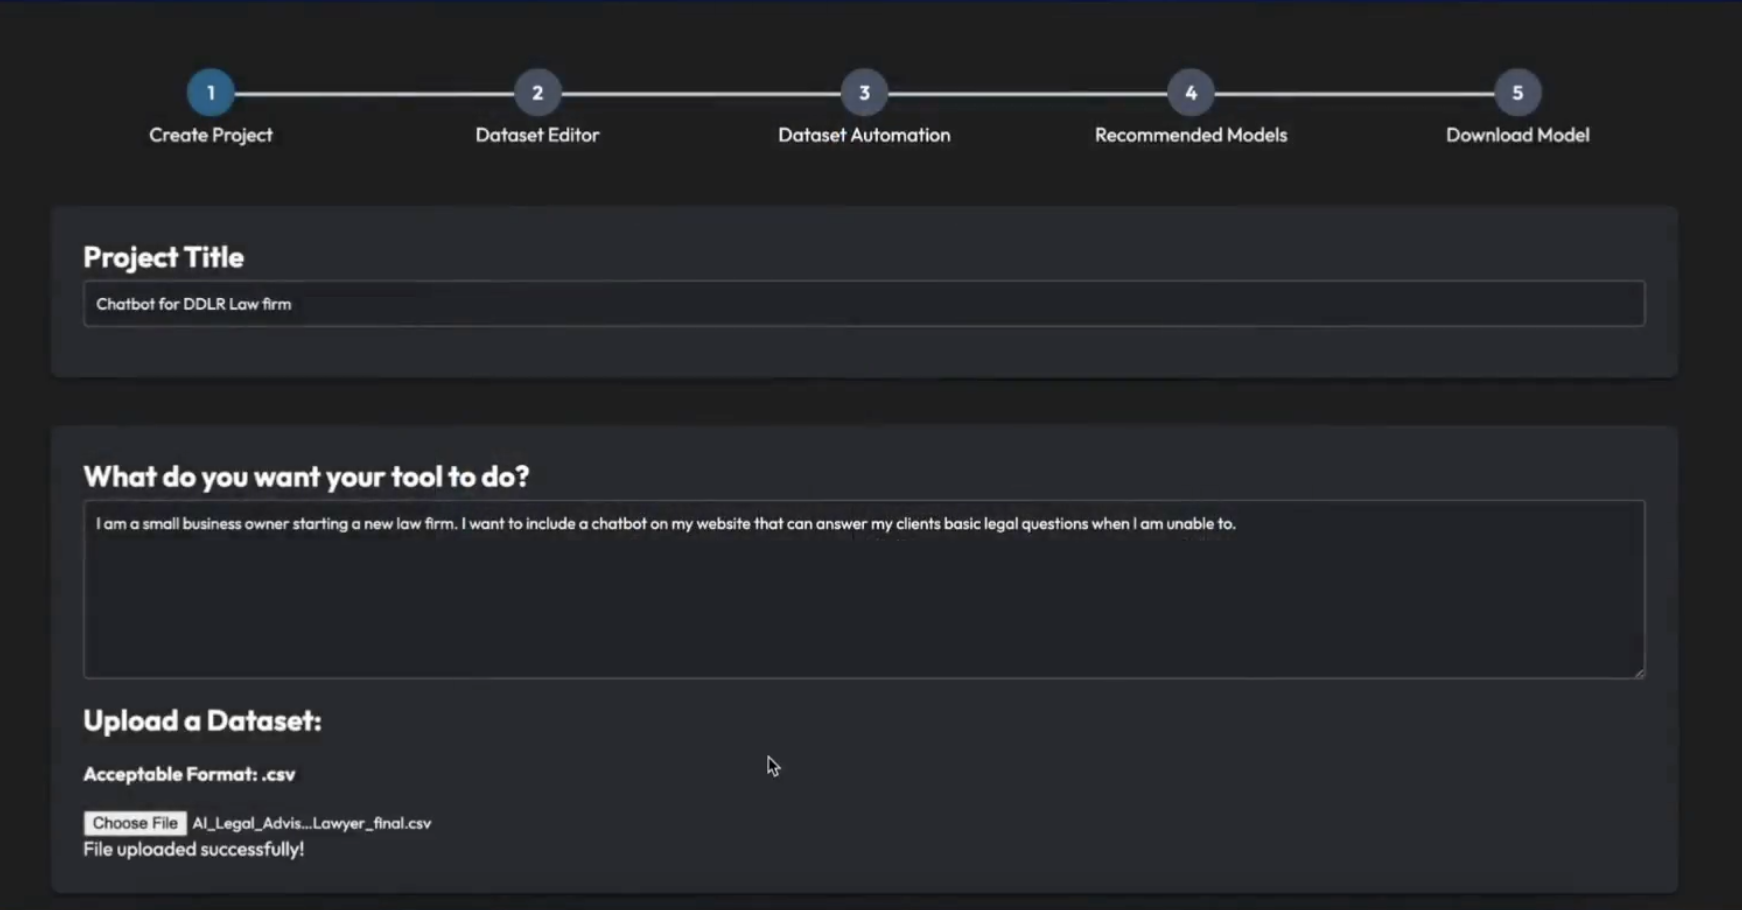 1 2 3 4 5
Create Project Dataset Editor Dataset Automation Recommended Models Download Model
Project Title
Chatbot for DDLR Law firm
What do you want your tool to do?
I am a small business owner starting a new law firm. I want to include a chatbot on my website that can answer my clients basic legal questions when I am unable to.
Upload a Dataset:
Acceptable Format: .csv
Choose File AI_Legal_Advis...Lawyer_final.csv
File uploaded successfully!